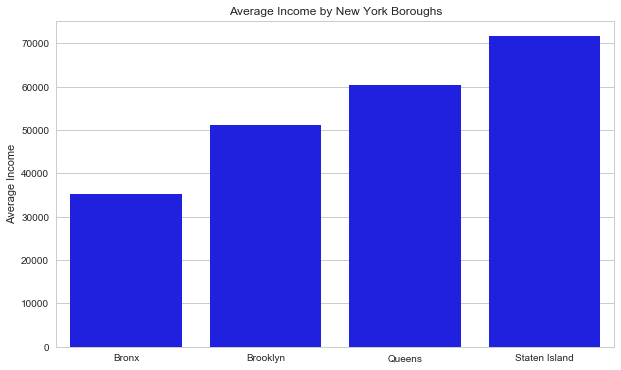 Average Income by New York Boroughs
70000
60000
50000
40000
30000
20000
10000
0
Average Income
Bronx Brooklyn Queens Staten Island